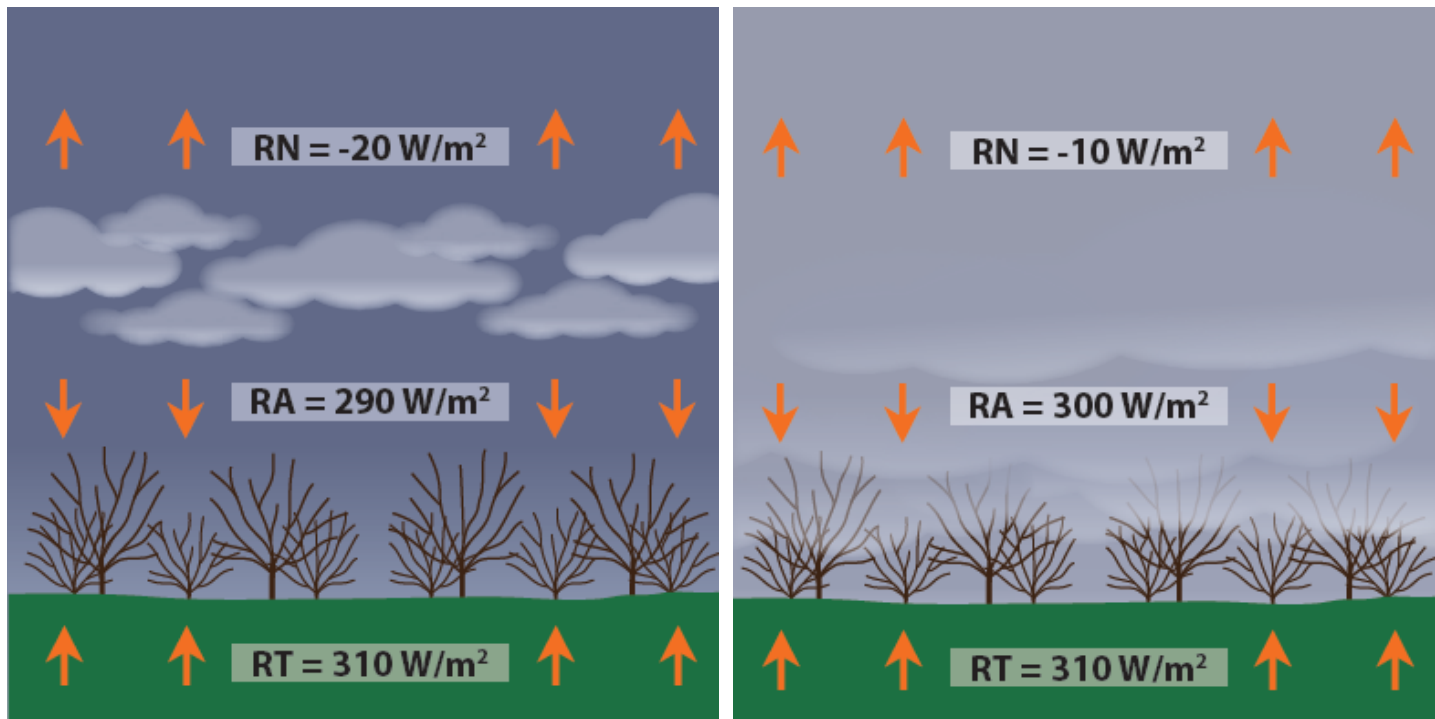 RN = -20 W/m²
RA = 290 W/m²
RT = 310 W/m²
RN = -10 W/m²
RA = 300 W/m²
RT = 310 W/m²